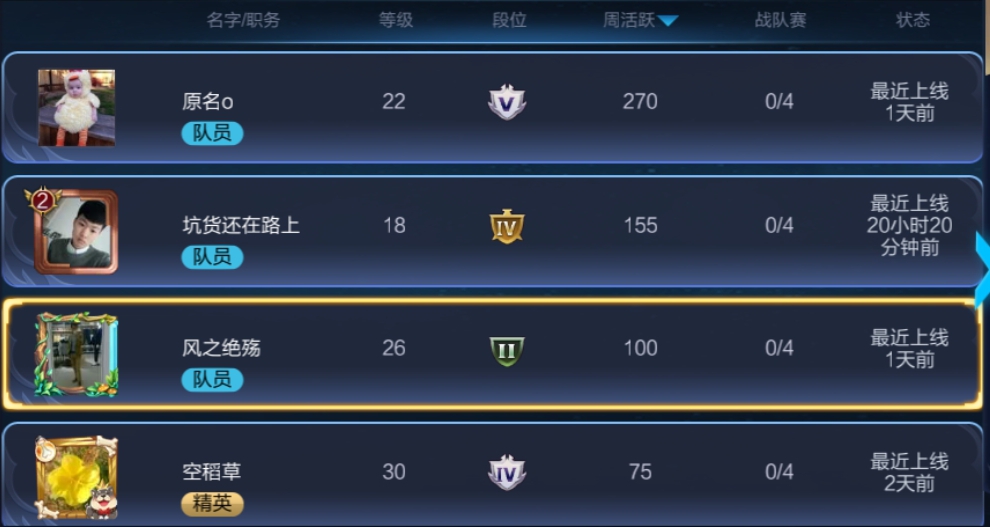 名字/职务 等级 段位 周活跃 战队赛 状态
原名o 22 V 270 0/4 最近上线
1天前
队员
2
坑货还在路上 18 IV 155 0/4 最近上线
20小时20
分钟前
队员
风之绝殇 26 II 100 0/4 最近上线
1天前
队员
空稻草 30 IV 75 0/4 最近上线
2天前
精英